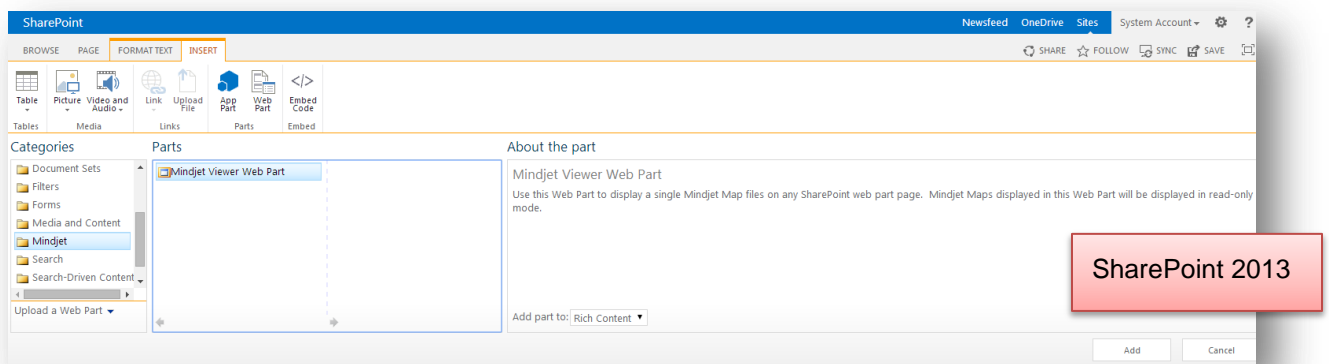 SharePoint
Newsfeed OneDrive Sites System Account ?
BROWSE PAGE FORMAT TEXT INSERT
SHARE FOLLOW SYNC SAVE
Table Picture Video and Audio Link Upload File App Part Web Part </> Embed Code
Tables Media Links Parts Embed
Categories Parts About the part
Document Sets
Filters
Forms
Media and Content
Mindjet
Search
Search-Driven Content
Upload a Web Part
Mindjet Viewer Web Part
Mindjet Viewer Web Part
Use this Web Part to display a single Mindjet Map files on any SharePoint web part page. Mindjet Maps displayed in this Web Part will be displayed in read-only
mode.
Add part to: Rich Content
SharePoint 2013
Add Cancel